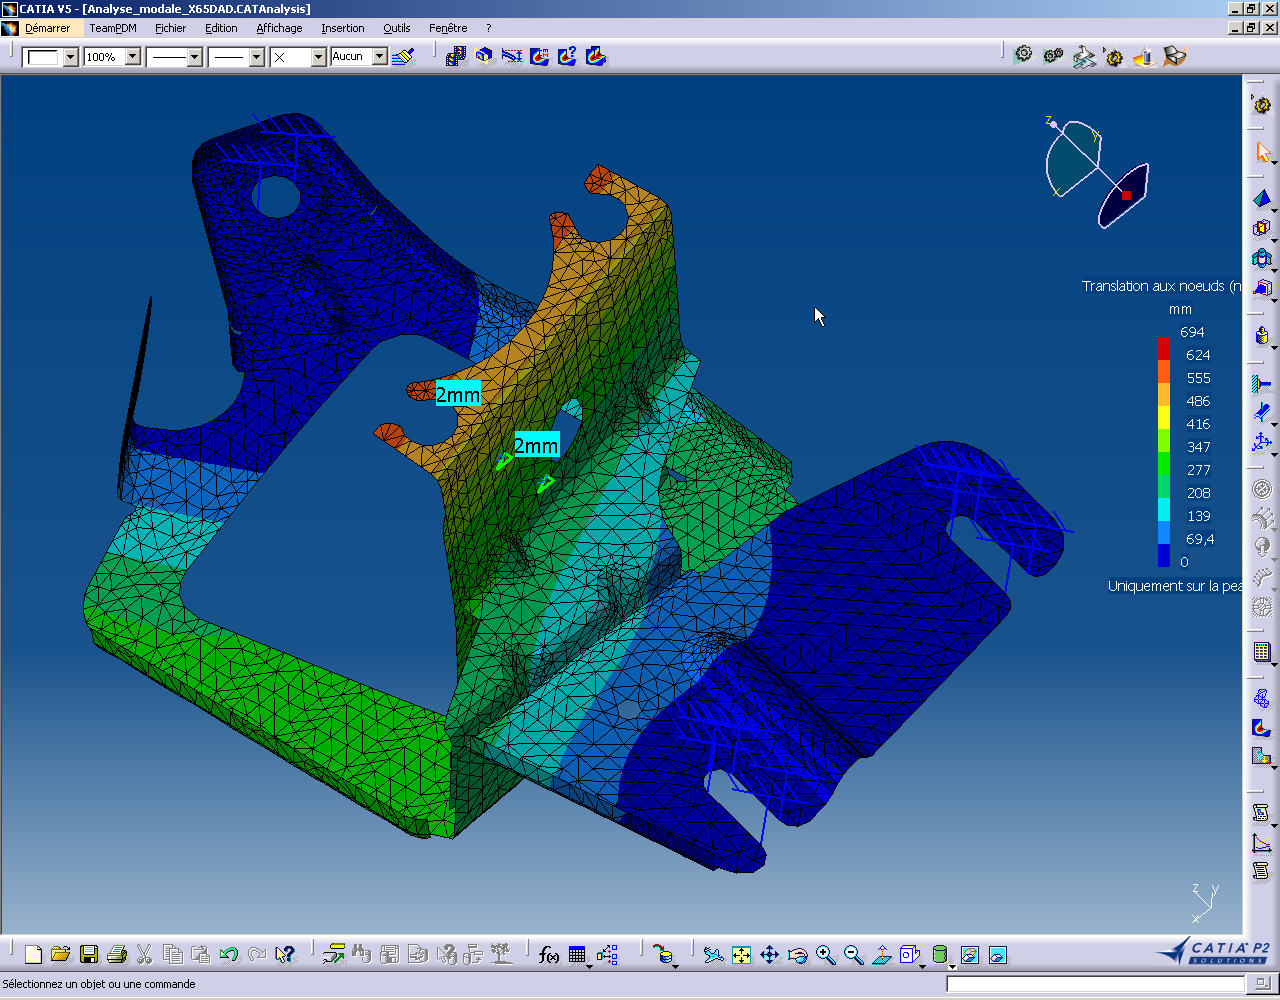 CATIA V5 - [Analyse_modale_X65DAD.CATAnalysis]
Démarrer TeamPDM Fichier Edition Affichage Insertion Outils Fenêtre ?
100% Aucun
z
y
x
Translation aux noeuds (n
mm
694
624
555
486
416
347
277
208
139
69,4
0
Uniquement sur la pea
2mm
2mm
z y
x
f(x)
CATIA P2
SOLUTIONS
Sélectionnez un objet ou une commande